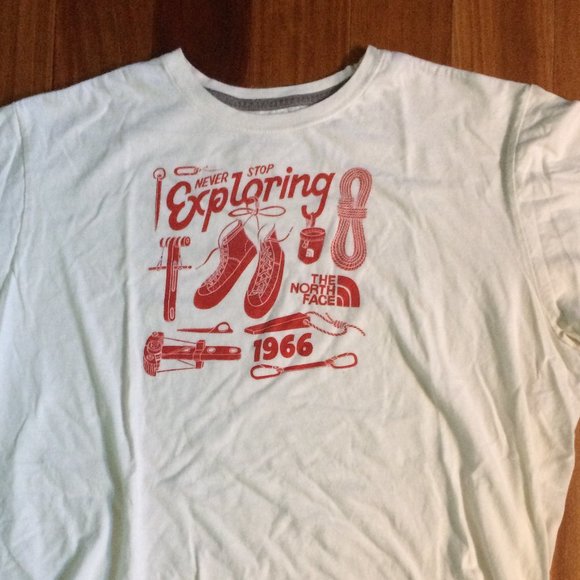 NEVER STOP
Exploring
THE
NORTH
FACE
1966